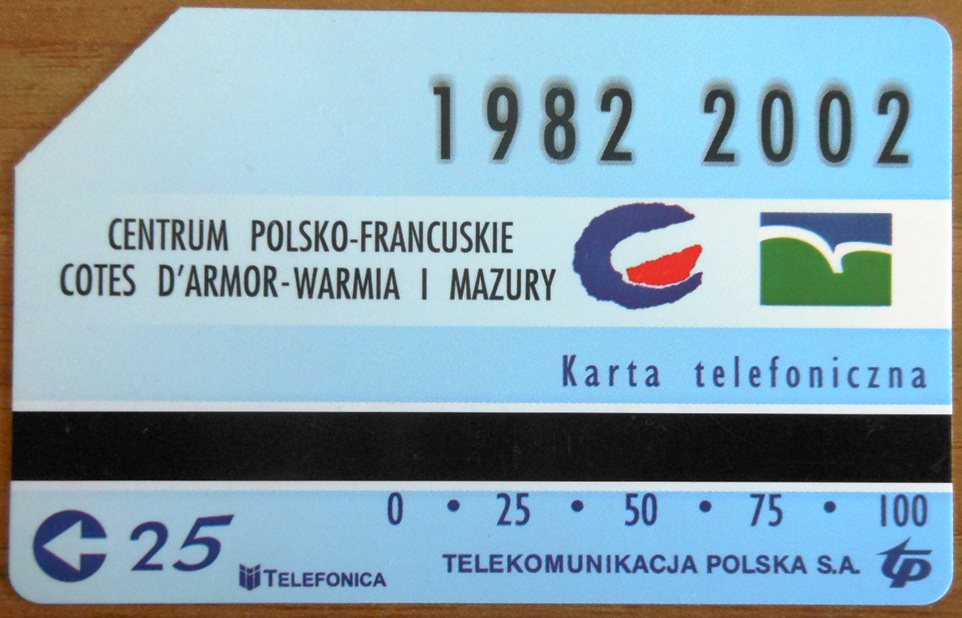 1982 2002
CENTRUM POLSKO-FRANCUSKIE
COTES D'ARMOR-WARMIA I MAZURY
Karta telefoniczna
0 • 25 • 50 • 75 • 100
25
TELEFONICA
TELEKOMUNIKACJA POLSKA S.A.
tp